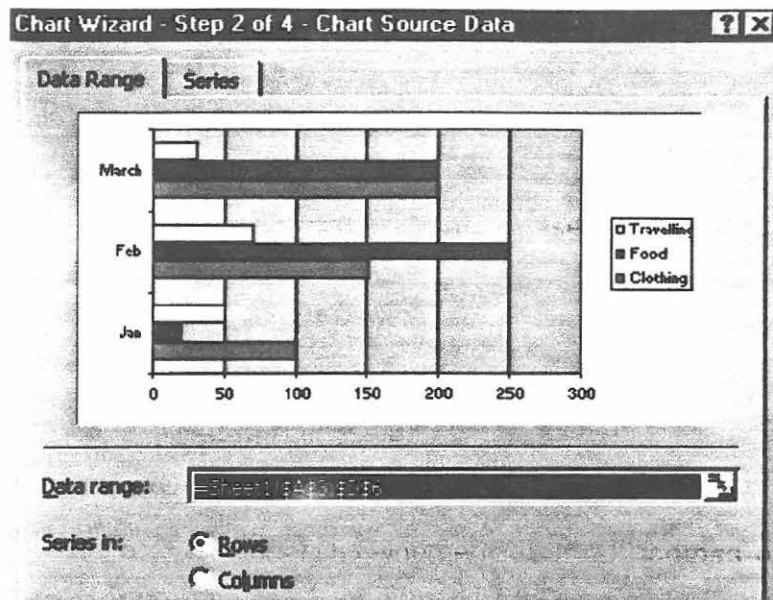 Chart Wizard - Step 2 of 4 - Chart Source Data
Data Range Series
March
Feb
Jan
0 50 100 150 200 250 300
Travelling
Food
Clothing
Data range:
Series in: Rows
Columns